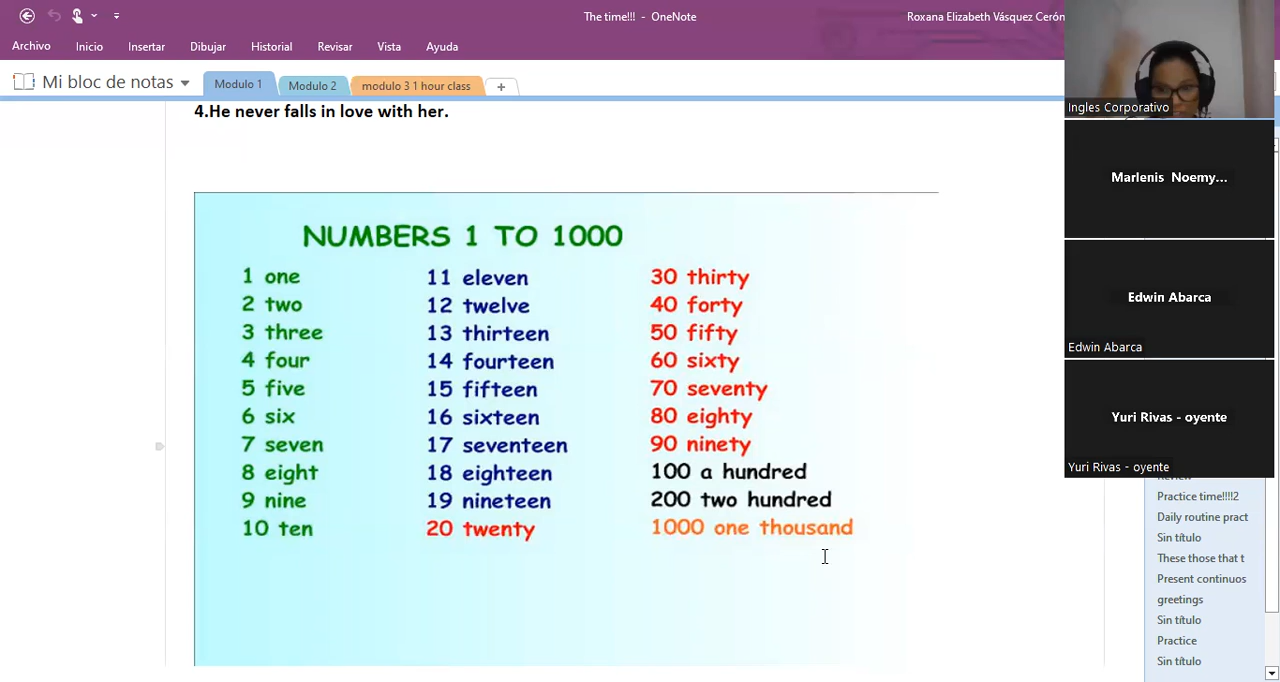 The time!!! - OneNote
Roxana Elizabeth Vásquez Cerón
Archivo Inicio Insertar Dibujar Historial Revisar Vista Ayuda
Mi bloc de notas Modulo 1 Modulo 2 modulo 3 1 hour class +
4.He never falls in love with her.
NUMBERS 1 TO 1000
1 one
2 two
3 three
4 four
5 five
6 six
7 seven
8 eight
9 nine
10 ten
11 eleven
12 twelve
13 thirteen
14 fourteen
15 fifteen
16 sixteen
17 seventeen
18 eighteen
19 nineteen
20 twenty
30 thirty
40 forty
50 fifty
60 sixty
70 seventy
80 eighty
90 ninety
100 a hundred
200 two hundred
1000 one thousand
Ingles Corporativo
Marlenis Noemy...
Edwin Abarca
Edwin Abarca
Yuri Rivas - oyente
Yuri Rivas - oyente
Review
Practice time!!!!2
Daily routine pract
Sin título
These those that t
Present continuos
greetings
Sin título
Practice
Sin título